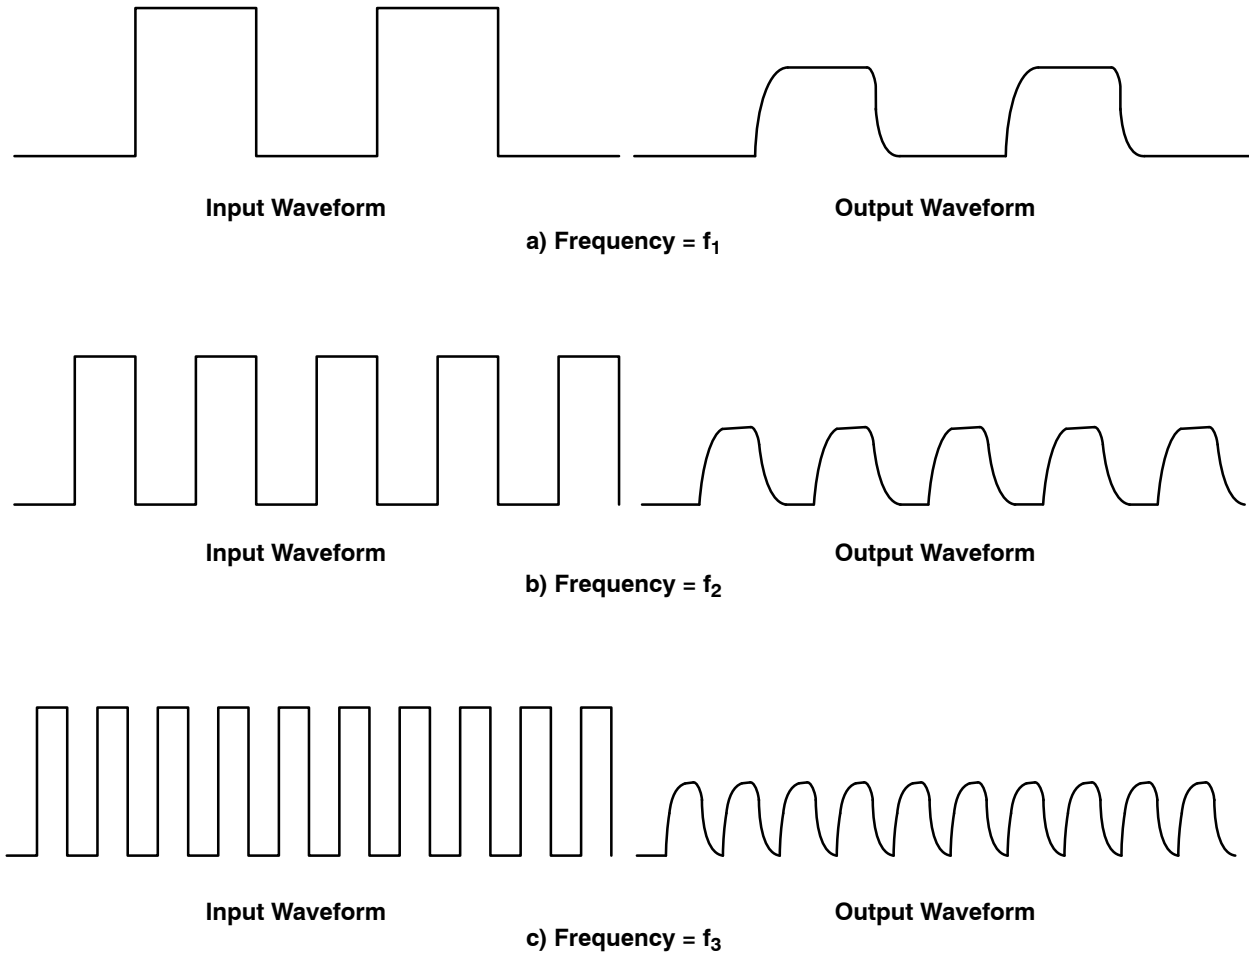 Input Waveform
Output Waveform
a) Frequency = f1
Input Waveform
Output Waveform
b) Frequency = f2
Input Waveform
Output Waveform
c) Frequency = f3